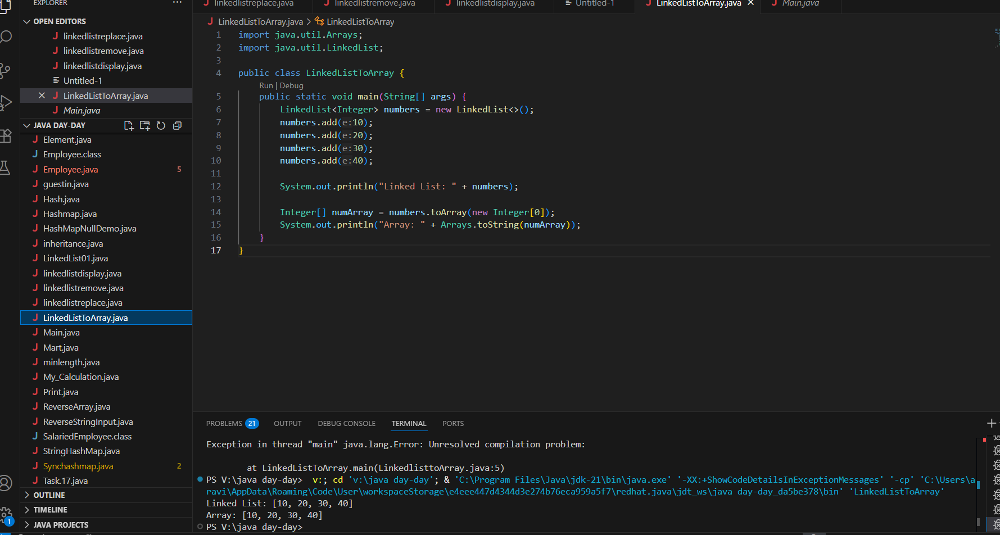 EXPLORER
OPEN EDITORS
linkedlistreplace.java
linkedlistremove.java
linkedlistdisplay.java
Untitled-1
LinkedListToArray.java
Main.java
JAVA DAY-DAY
Element.java
Employee.class
Employee.java 5
guestin.java
Hash.java
Hashmap.java
HashMapNullDemo.java
inheritance.java
LinkedList01.java
linkedlistdisplay.java
linkedlistremove.java
linkedlistreplace.java
LinkedListToArray.java
Main.java
Mart.java
minlength.java
My_Calculation.java
Print.java
ReverseArray.java
ReverseStringInput.java
SalariedEmployee.class
StringHashMap.java
Synchashmap.java 2
Task.17.java
OUTLINE
TIMELINE
JAVA PROJECTS
1
linkedlistreplace.java linkedlistremove.java linkedlistdisplay.java Untitled-1 LinkedListToArray.java Main.java
LinkedListToArray.java > LinkedListToArray
1 import java.util.Arrays;
2 import java.util.LinkedList;
3
4 public class LinkedListToArray {
Run | Debug
5 public static void main(String[] args) {
6 LinkedList<Integer> numbers = new LinkedList<>();
7 numbers.add(e:10);
8 numbers.add(e:20);
9 numbers.add(e:30);
10 numbers.add(e:40);
11
12 System.out.println("Linked List: " + numbers);
13
14 Integer[] numArray = numbers.toArray(new Integer[0]);
15 System.out.println("Array: " + Arrays.toString(numArray));
16 }
17 }
PROBLEMS 21 OUTPUT DEBUG CONSOLE TERMINAL PORTS
Exception in thread "main" java.lang.Error: Unresolved compilation problem:
at LinkedListToArray.main(LinkedlisttoArray.java:5)
PS V:\java day-day> v:; cd 'v:\java day-day'; & 'C:\Program Files\Java\jdk-21\bin\java.exe' '-XX:+ShowCodeDetailsInExceptionMessages' '-cp' 'C:\Users\a
ravi\AppData\Roaming\Code\User\workspaceStorage\e4eee447d4344d3e274b76eca959a5f7\redhat.java\jdt_ws\java day-day_da5be378\bin' 'LinkedListToArray'
Linked List: [10, 20, 30, 40]
Array: [10, 20, 30, 40]
PS V:\java day-day>